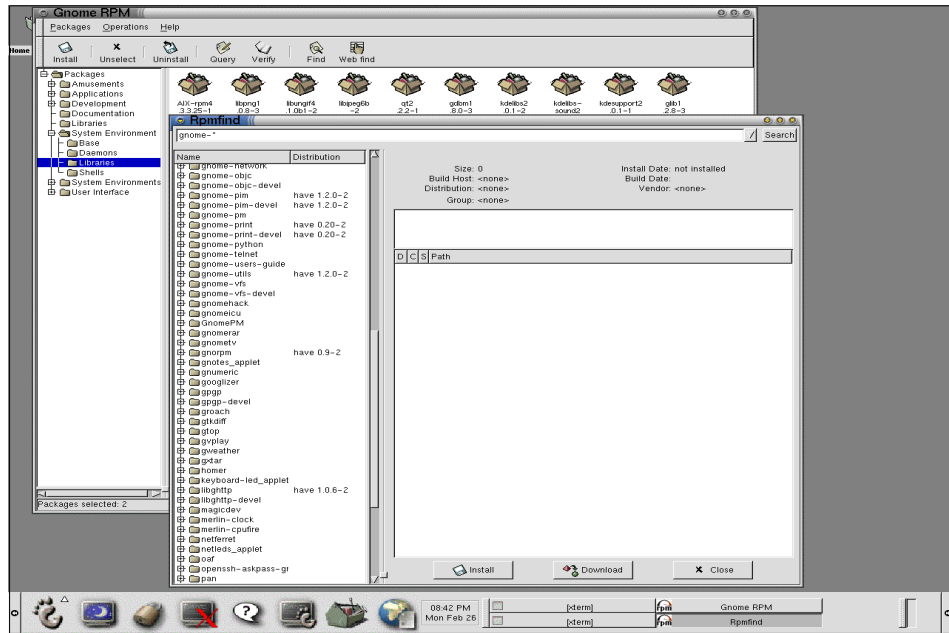 Gnome RPM
Packages Operations Help
Home
Install Unselect Uninstall Query Verify Find Web find
Packages
Amusements
Applications
Development
Documentation
Libraries
System Environment
Base
Daemons
Libraries
Shells
System Environments
User Interface
AIX-rpm4 libpng1 libungif4 libjpeg6b qt2 gdbm1 kdelibs2 kdelibs- kdesupport2 glib1
.3.3.25-1 .0.8-3 .1.0b1-2 -2 .2.2-1 .8.0-3 .0.1-2 sound2 .0.1-1 .2.8-3
Packages selected: 2
Rpmfind
gnome-*
Search
Name Distribution
gnome-network
gnome-objc
gnome-objc-devel
gnome-pim have 1.2.0-2
gnome-pim-devel have 1.2.0-2
gnome-pm
gnome-print have 0.20-2
gnome-print-devel have 0.20-2
gnome-python
gnome-telnet
gnome-users-guide
gnome-utils have 1.2.0-2
gnome-vfs
gnome-vfs-devel
gnomehack
gnomeicu
GnomePM
gnomerar
gnometv
gnorpm have 0.9-2
gnotes_applet
gnumeric
googlizer
gpgp
gpgp-devel
groach
gtkdiff
gtop
gvplay
gweather
gxtar
homer
keyboard-led_applet
libghttp have 1.0.6-2
libghttp-devel
magicdev
merlin-clock
merlin-cpufire
netferret
netleds_applet
oaf
openssh-askpass-gr
pan
Size: 0 Install Date: not installed
Build Host: <none> Build Date:
Distribution: <none> Vendor: <none>
Group: <none>
D C S Path
Install Download Close
08:42 PM
Mon Feb 26
[xterm] Gnome RPM
[xterm] Rpmfind